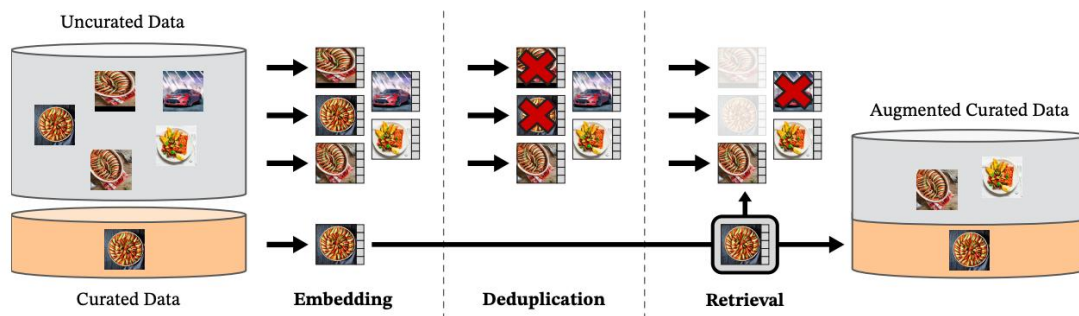 Uncurated Data
Augmented Curated Data
Curated Data
Embedding
Deduplication
Retrieval